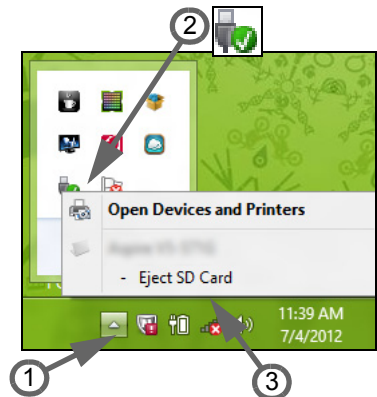 2
Open Devices and Printers
- Eject SD Card
11:39 AM
7/4/2012
1
3